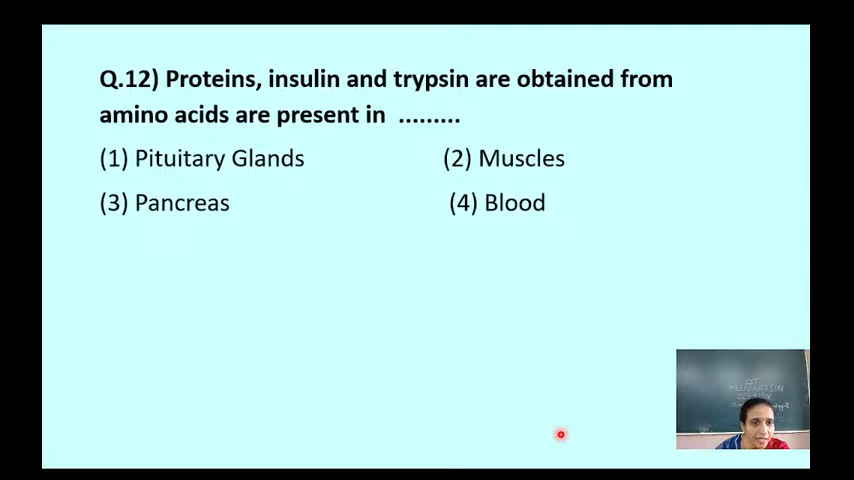 Q.12) Proteins, insulin and trypsin are obtained from
amino acids are present in .........
(1) Pituitary Glands (2) Muscles
(3) Pancreas (4) Blood